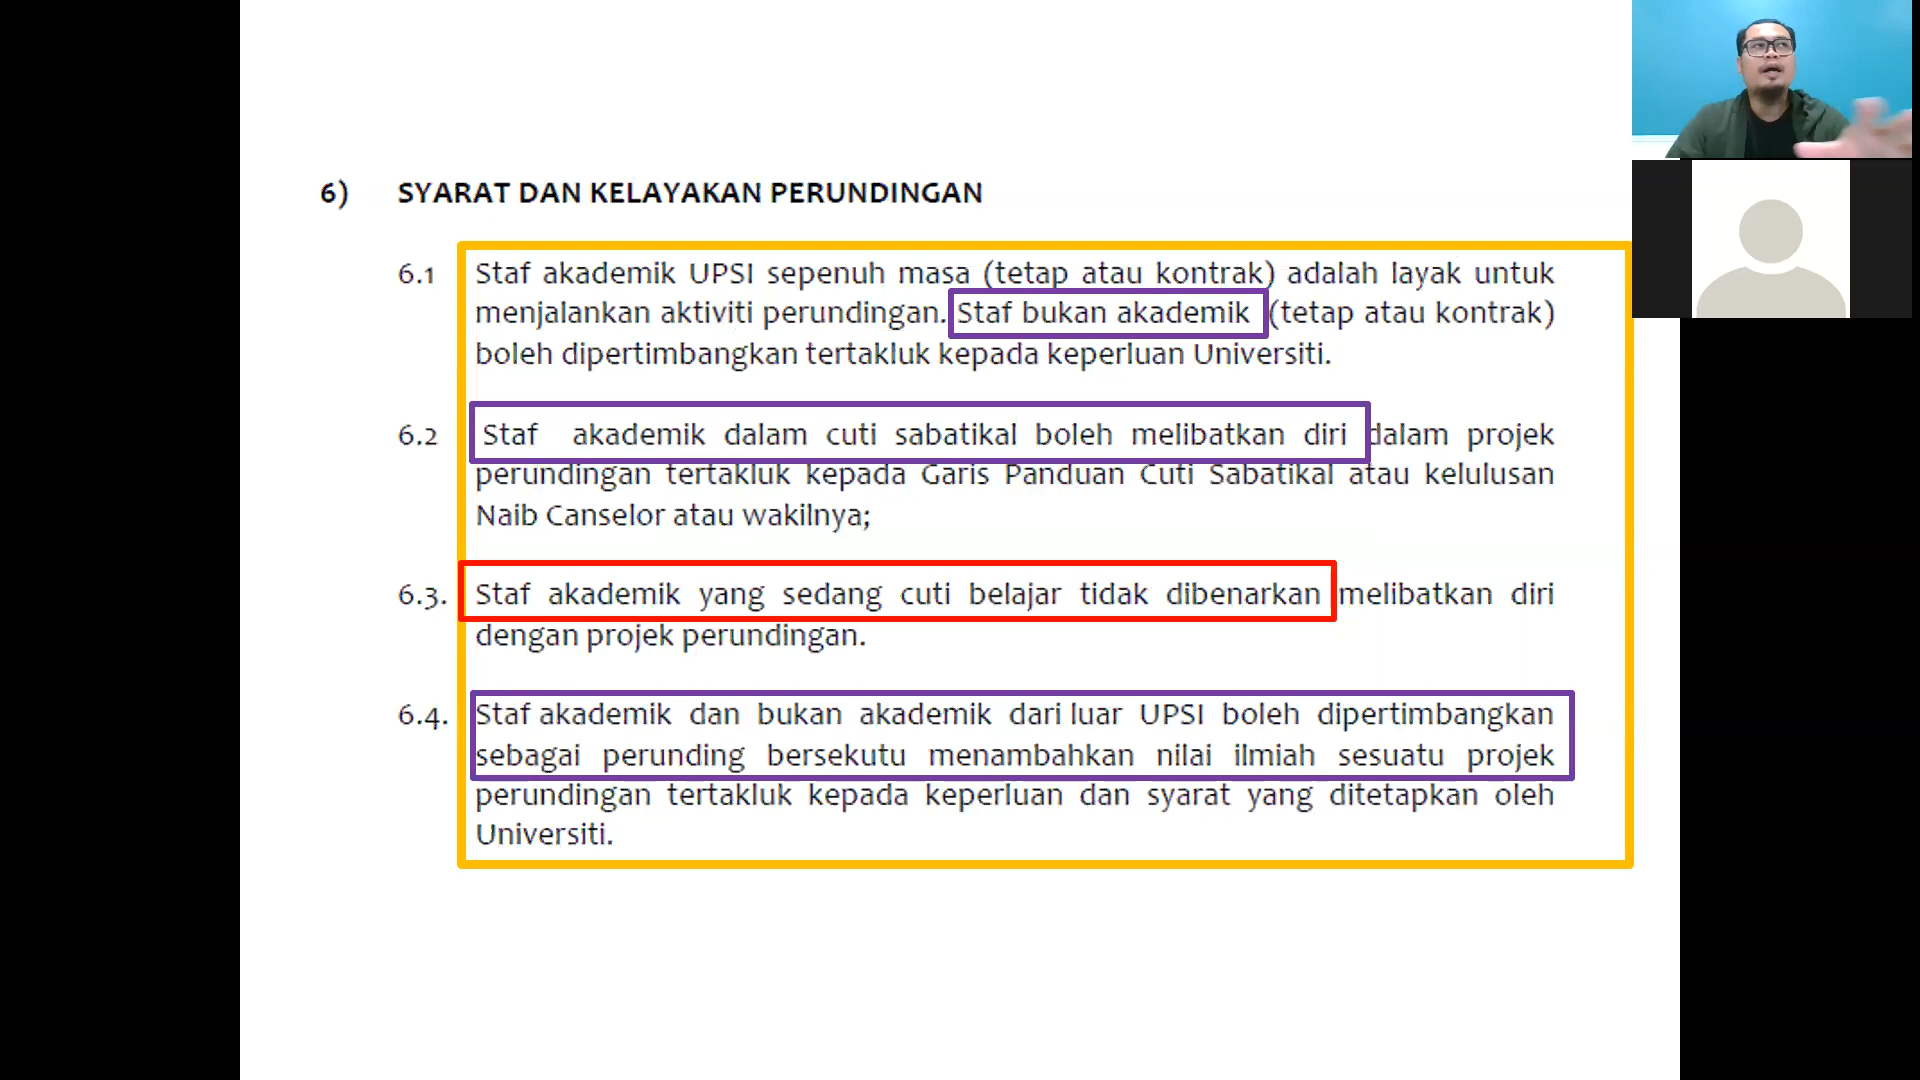 6) SYARAT DAN KELAYAKAN PERUNDINGAN
6.1 Staf akademik UPSI sepenuh masa (tetap atau kontrak) adalah layak untuk
menjalankan aktiviti perundingan. Staf bukan akademik (tetap atau kontrak)
boleh dipertimbangkan tertakluk kepada keperluan Universiti.
6.2 Staf akademik dalam cuti sabatikal boleh melibatkan diri dalam projek
perundingan tertakluk kepada Garis Panduan Cuti Sabatikal atau kelulusan
Naib Canselor atau wakilnya;
6.3. Staf akademik yang sedang cuti belajar tidak dibenarkan melibatkan diri
dengan projek perundingan.
6.4. Staf akademik dan bukan akademik dari luar UPSI boleh dipertimbangkan
sebagai perunding bersekutu menambahkan nilai ilmiah sesuatu projek
perundingan tertakluk kepada keperluan dan syarat yang ditetapkan oleh
Universiti.